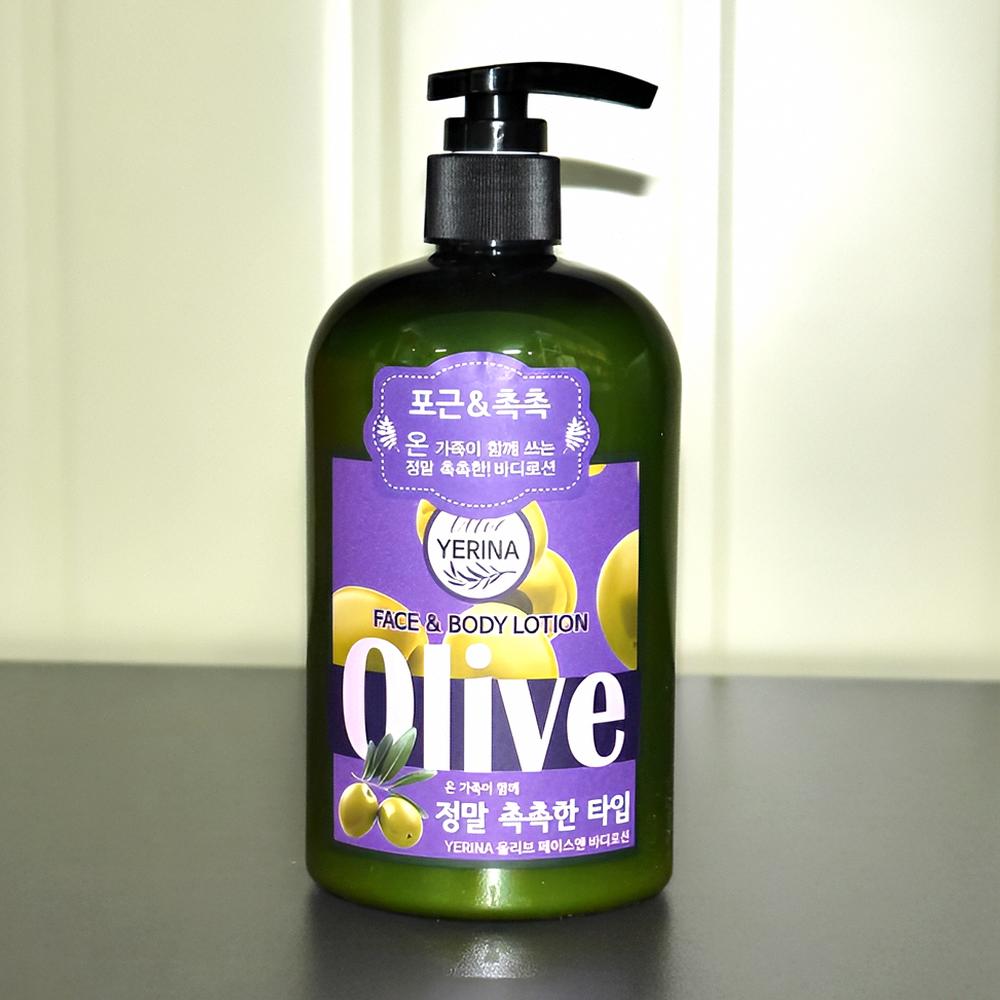 포근&촉촉
온 가족이 함께 쓰는
정말 촉촉한! 바디로션
YERINA
FACE & BODY LOTION
Olive
온 가족이 함께
정말 촉촉한 타입
YERINA 올리브 페이스앤 바디로션